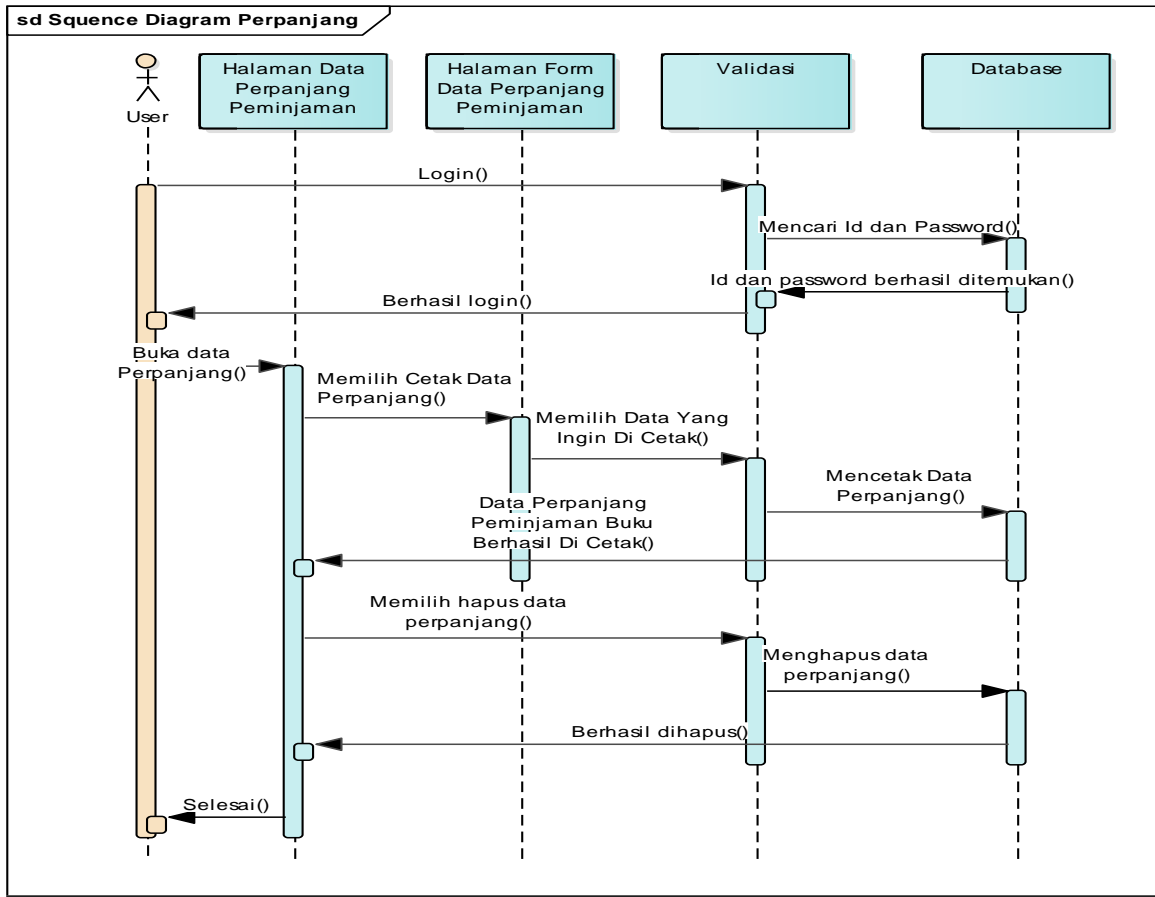 sd Squence Diagram Perpanjang
User
Halaman Data
Perpanjang
Peminjaman
Halaman Form
Data Perpanjang
Peminjaman
Validasi
Database
Login()
Mencari Id dan Password()
Id dan password berhasil ditemukan()
Berhasil login()
Buka data
Perpanjang()
Memilih Cetak Data
Perpanjang()
Memilih Data Yang
Ingin Di Cetak()
Mencetak Data
Perpanjang()
Data Perpanjang
Peminjaman Buku
Berhasil Di Cetak()
Memilih hapus data
perpanjang()
Menghapus data
perpanjang()
Berhasil dihapus()
Selesai()